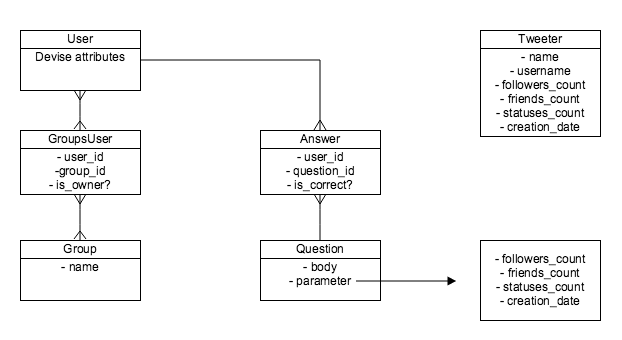 User
Devise attributes
Tweeter
- name
- username
- followers_count
- friends_count
- statuses_count
- creation_date
GroupsUser
- user_id
-group_id
- is_owner?
Answer
- user_id
- question_id
- is_correct?
Group
- name
Question
- body
- parameter
- followers_count
- friends_count
- statuses_count
- creation_date